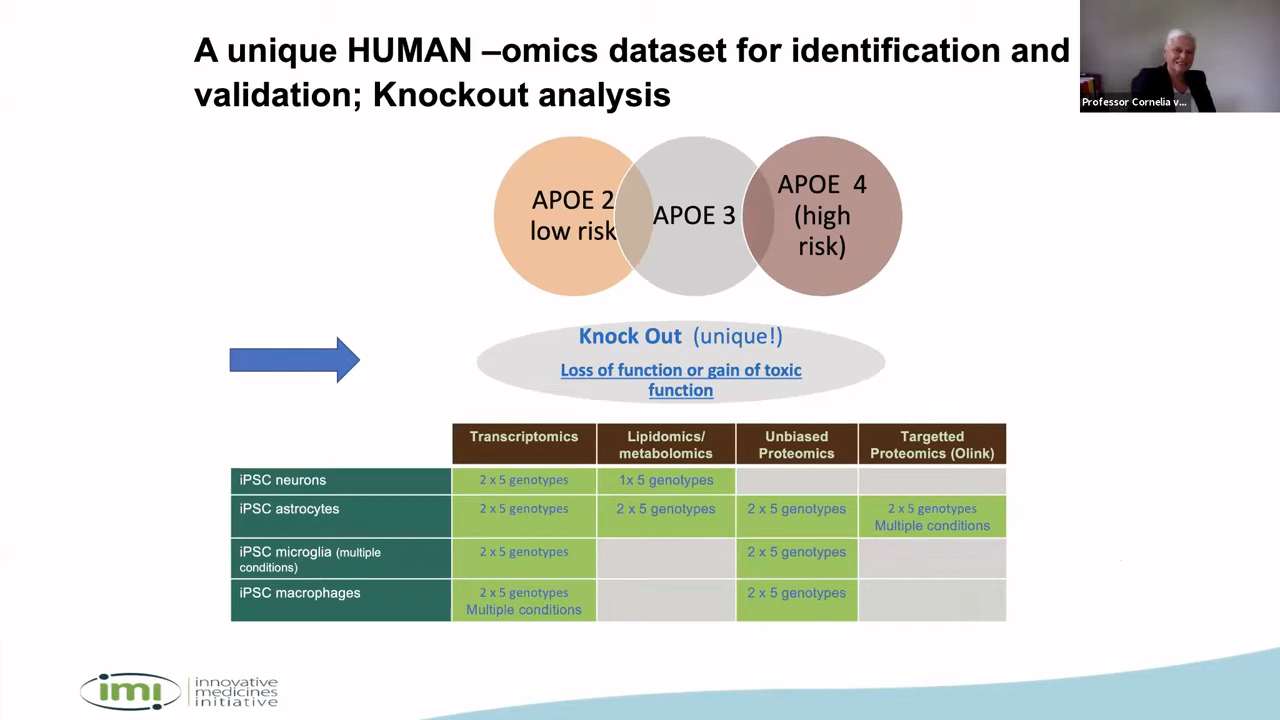 A unique HUMAN –omics dataset for identification and
validation; Knockout analysis
Professor Cornelia v...
APOE 2
low risk
APOE 3
APOE 4
(high
risk)
Knock Out (unique!)
Loss of function or gain of toxic
function
Transcriptomics
Lipidomics/
metabolomics
Unbiased
Proteomics
Targetted
Proteomics (Olink)
iPSC neurons
2 x 5 genotypes
1x 5 genotypes
iPSC astrocytes
2 x 5 genotypes
2 x 5 genotypes
2 x 5 genotypes
2 x 5 genotypes
Multiple conditions
iPSC microglia (multiple
conditions)
2 x 5 genotypes
2 x 5 genotypes
iPSC macrophages
2 x 5 genotypes
Multiple conditions
2 x 5 genotypes
imi
innovative
medicines
initiative